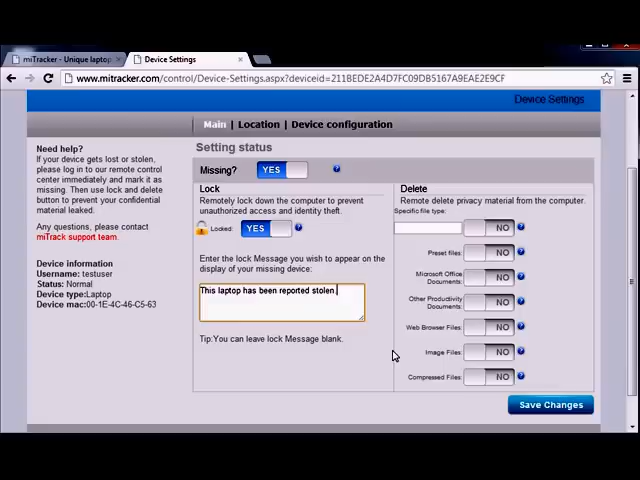 miTracker - Unique laptop
Device Settings
www.mitracker.com/control/Device-Settings.aspx?deviceid=211BEDE2A4D7FC09DB5167A9EAE2E9CF
Device Settings
Main | Location | Device configuration
Need help?
If your device gets lost or stolen,
please log in to our remote control
center immediately and mark it as
missing. Then use lock and delete
button to prevent your confidential
material leaked.
Any questions, please contact
miTrack support team.
Device information
Username: testuser
Status: Normal
Device type:Laptop
Device mac:00-1E-4C-46-C5-63
Setting status
Missing? YES
Lock
Remotely lock down the computer to prevent
unauthorized access and identity theft.
Locked: YES
Enter the lock Message you wish to appear on the
display of your missing device:
This laptop has been reported stolen.
Tip:You can leave lock Message blank.
Delete
Remote delete privacy material from the computer.
Specific file type:
NO
Preset files: NO
Microsoft Office
Documents: NO
Other Productivity
Documents: NO
Web Browser Files: NO
Image Files: NO
Compressed Files: NO
Save Changes